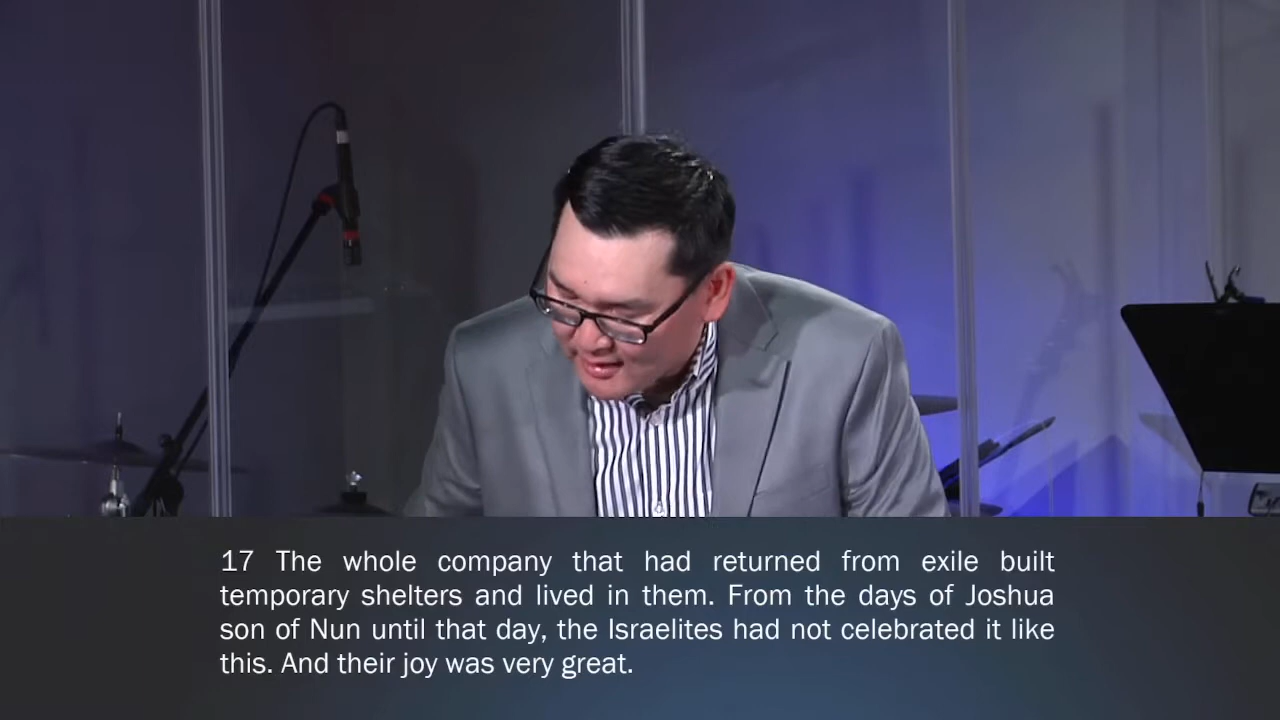 17 The whole company that had returned from exile built
temporary shelters and lived in them. From the days of Joshua
son of Nun until that day, the Israelites had not celebrated it like
this. And their joy was very great.